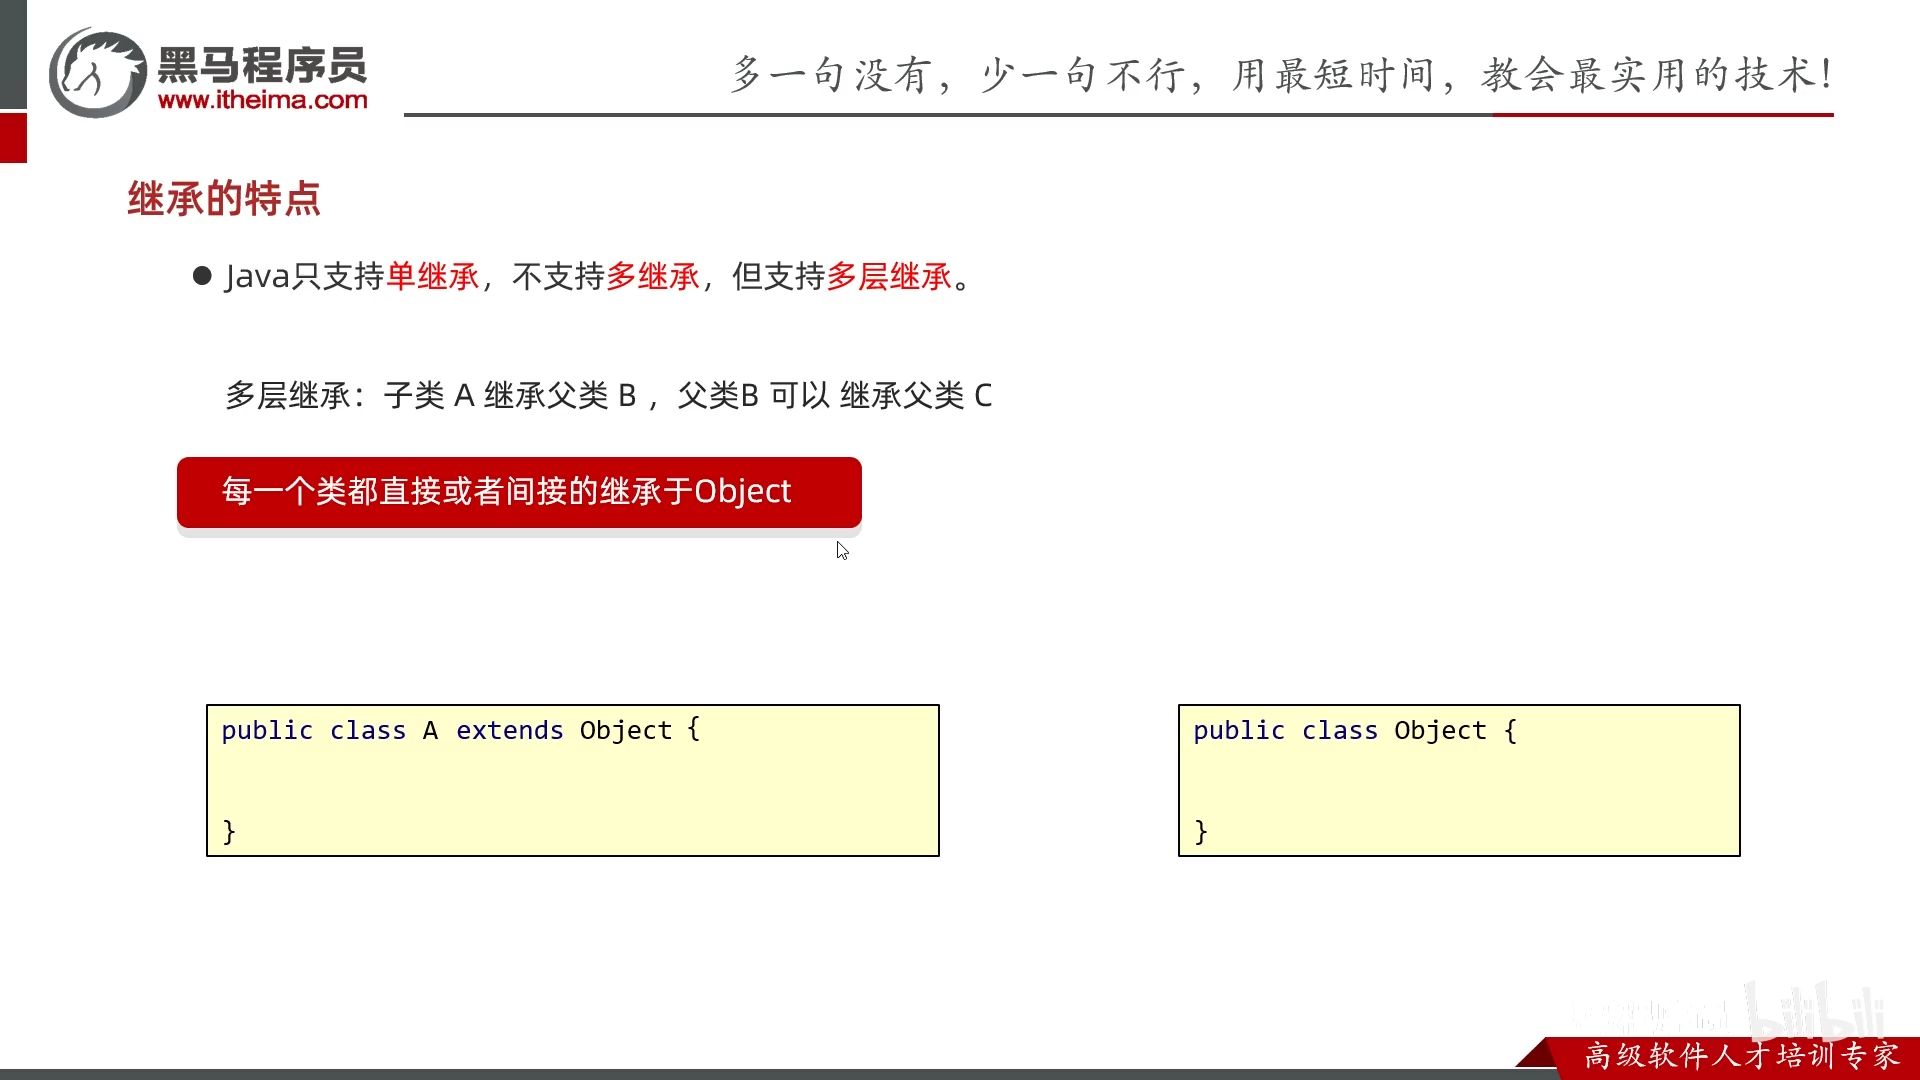 黑马程序员
www.itheima.com
多一句没有，少一句不行，用最短时间，教会最实用的技术！
继承的特点
● Java只支持单继承，不支持多继承，但支持多层继承。
多层继承：子类 A 继承父类 B ，父类B 可以 继承父类 C
每一个类都直接或者间接的继承于Object
public class A extends Object {
}
public class Object {
}
bilibili
高级软件人才培训专家